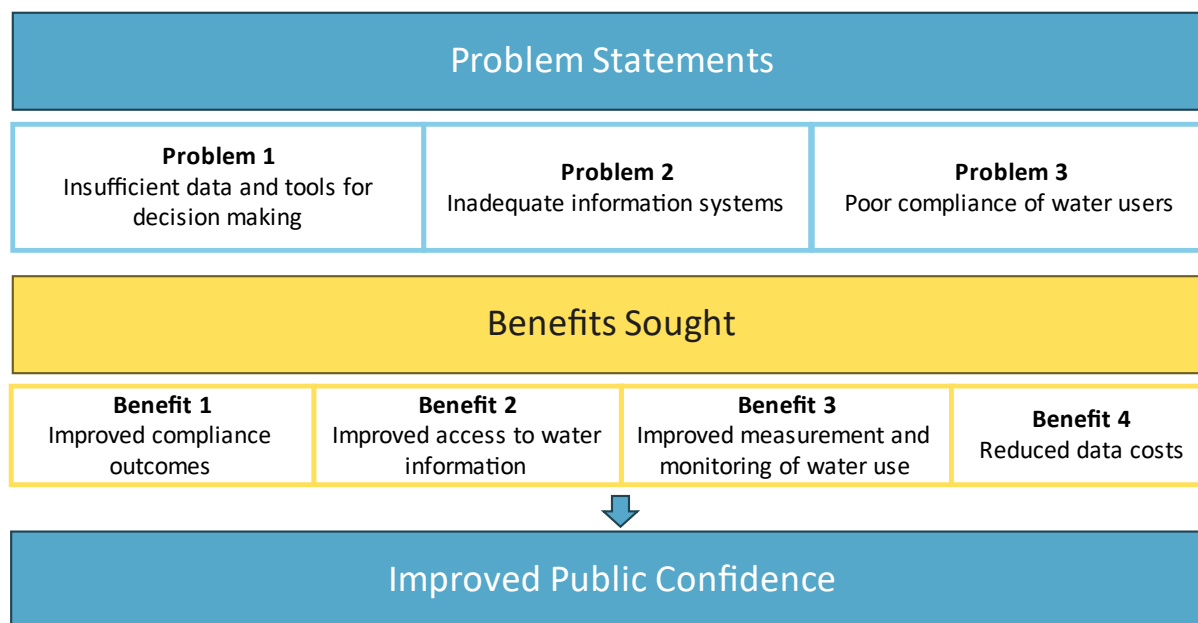 Problem Statements
Problem 1
Insufficient data and tools for
decision making
Problem 2
Inadequate information systems
Problem 3
Poor compliance of water users
Benefits Sought
Benefit 1
Improved compliance
outcomes
Benefit 2
Improved access to water
information
Benefit 3
Improved measurement and
monitoring of water use
Benefit 4
Reduced data costs
Improved Public Confidence